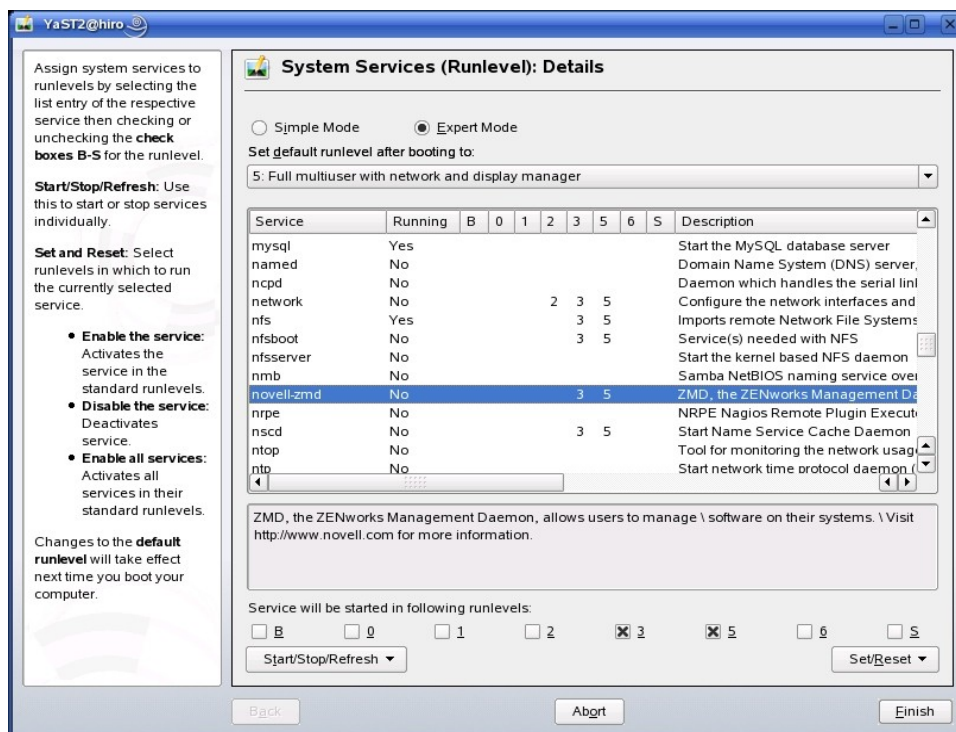 YaST2@hiro
Assign system services to
runlevels by selecting the
list entry of the respective
service then checking or
unchecking the check
boxes B-S for the runlevel.
Start/Stop/Refresh: Use
this to start or stop services
individually.
Set and Reset: Select
runlevels in which to run
the currently selected
service.
• Enable the service:
Activates the
service in the
standard runlevels.
• Disable the service:
Deactivates
service.
• Enable all services:
Activates all
services in their
standard runlevels.
Changes to the default
runlevel will take effect
next time you boot your
computer.
System Services (Runlevel): Details
Simple Mode Expert Mode
Set default runlevel after booting to:
5: Full multiuser with network and display manager
Service Running B 0 1 2 3 5 6 S Description
mysql Yes Start the MySQL database server
named No Domain Name System (DNS) server,
ncpd No Daemon which handles the serial lin
network No 2 3 5 Configure the network interfaces and
nfs Yes 3 5 Imports remote Network File Systems
nfsboot No 3 5 Service(s) needed with NFS
nfsserver No Start the kernel based NFS daemon
nmb No Samba NetBIOS naming service over
novell-zmd No 3 5 ZMD, the ZENworks Management Da
nrpe No NRPE Nagios Remote Plugin Execut
nscd No 3 5 Start Name Service Cache Daemon
ntop No Tool for monitoring the network usag
ntp No Start network time protocol daemon (
ZMD, the ZENworks Management Daemon, allows users to manage \ software on their systems. \ Visit
http://www.novell.com for more information.
Service will be started in following runlevels:
B 0 1 2 3 5 6 S
Start/Stop/Refresh Set/Reset
Back Abort Finish